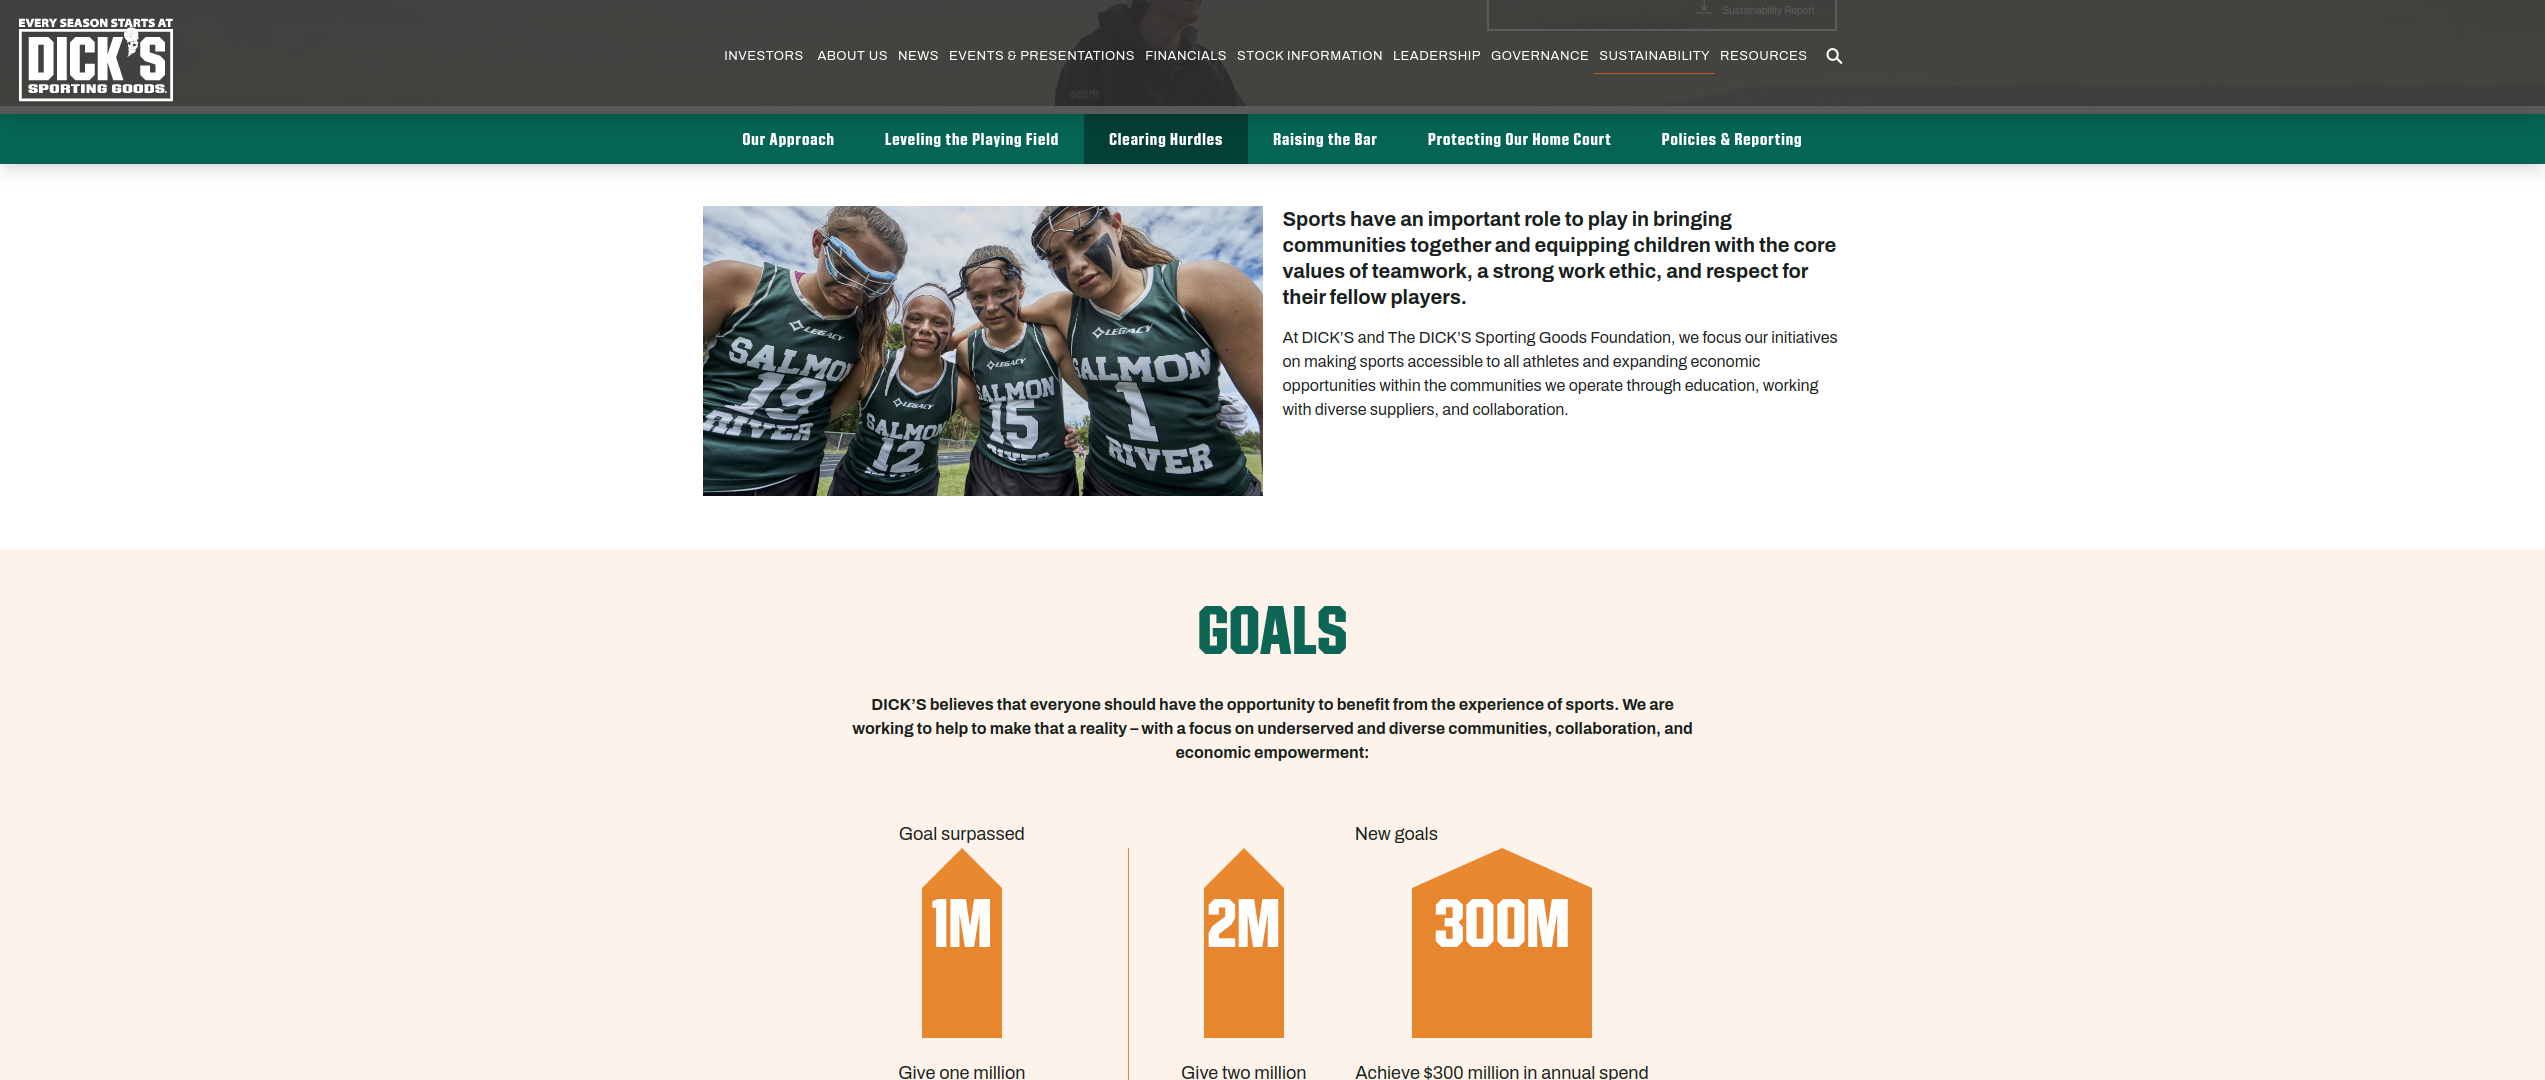 EVERY SEASON STARTS AT
DICK'S
SPORTING GOODS.
Sustainability Report
INVESTORS ABOUT US NEWS EVENTS & PRESENTATIONS FINANCIALS STOCK INFORMATION LEADERSHIP GOVERNANCE SUSTAINABILITY RESOURCES
Our Approach Leveling the Playing Field Clearing Hurdles Raising the Bar Protecting Our Home Court Policies & Reporting
LEGACY
SALMON
19
RIVER
LEGACY
SALMON
12
LEGACY
SALMON
15
RIVER
LEGACY
SALMON
1
RIVER
Sports have an important role to play in bringing
communities together and equipping children with the core
values of teamwork, a strong work ethic, and respect for
their fellow players.
At DICK’S and The DICK’S Sporting Goods Foundation, we focus our initiatives
on making sports accessible to all athletes and expanding economic
opportunities within the communities we operate through education, working
with diverse suppliers, and collaboration.
GOALS
DICK’S believes that everyone should have the opportunity to benefit from the experience of sports. We are
working to help to make that a reality – with a focus on underserved and diverse communities, collaboration, and
economic empowerment:
Goal surpassed
1M
Give one million
New goals
2M
300M
Give two million
Achieve $300 million in annual spend